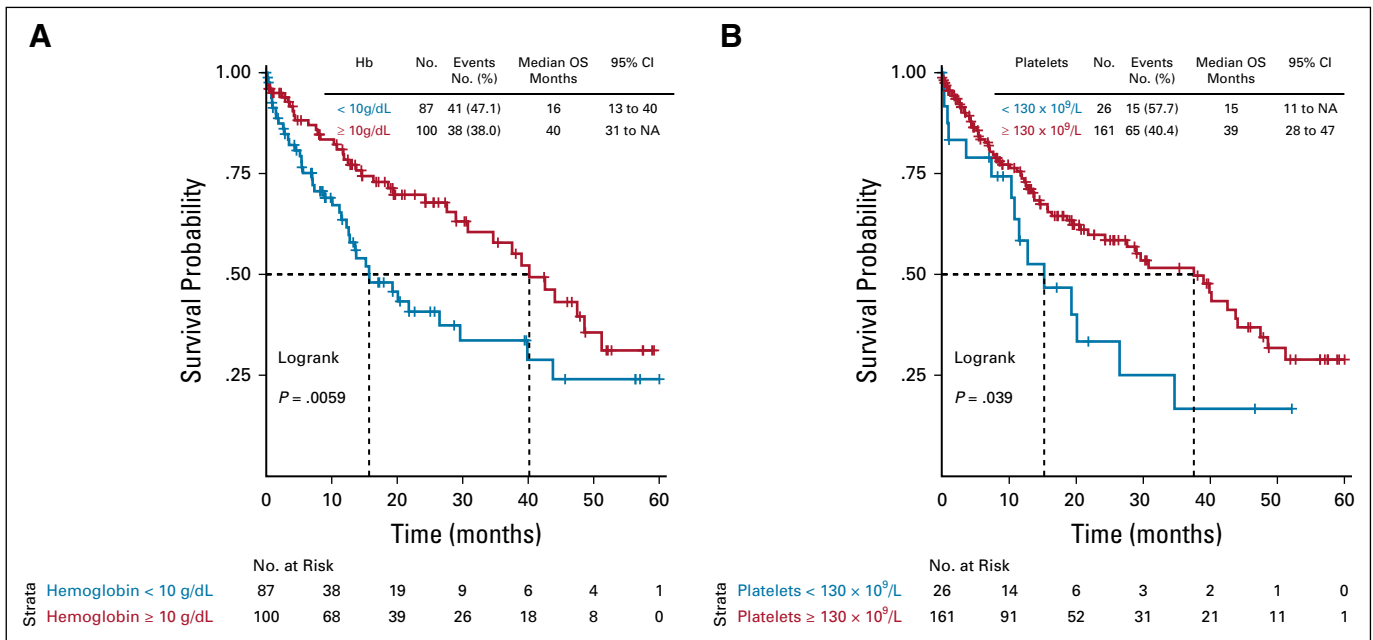 A
Hb No. Events No. (%) Median OS Months 95% CI
< 10g/dL 87 41 (47.1) 16 13 to 40
≥ 10g/dL 100 38 (38.0) 40 31 to NA
1.00
.75
.50
.25
Survival Probability
Logrank
P = .0059
0 10 20 30 40 50 60
Time (months)
No. at Risk
Strata
Hemoglobin < 10 g/dL 87 38 19 9 6 4 1
Hemoglobin ≥ 10 g/dL 100 68 39 26 18 8 0
B
Platelets No. Events No. (%) Median OS Months 95% CI
< 130 x 10⁹/L 26 15 (57.7) 15 11 to NA
≥ 130 x 10⁹/L 161 65 (40.4) 39 28 to 47
1.00
.75
.50
.25
Survival Probability
Logrank
P = .039
0 10 20 30 40 50 60
Time (months)
No. at Risk
Strata
Platelets < 130 × 10⁹/L 26 14 6 3 2 1 0
Platelets ≥ 130 × 10⁹/L 161 91 52 31 21 11 1